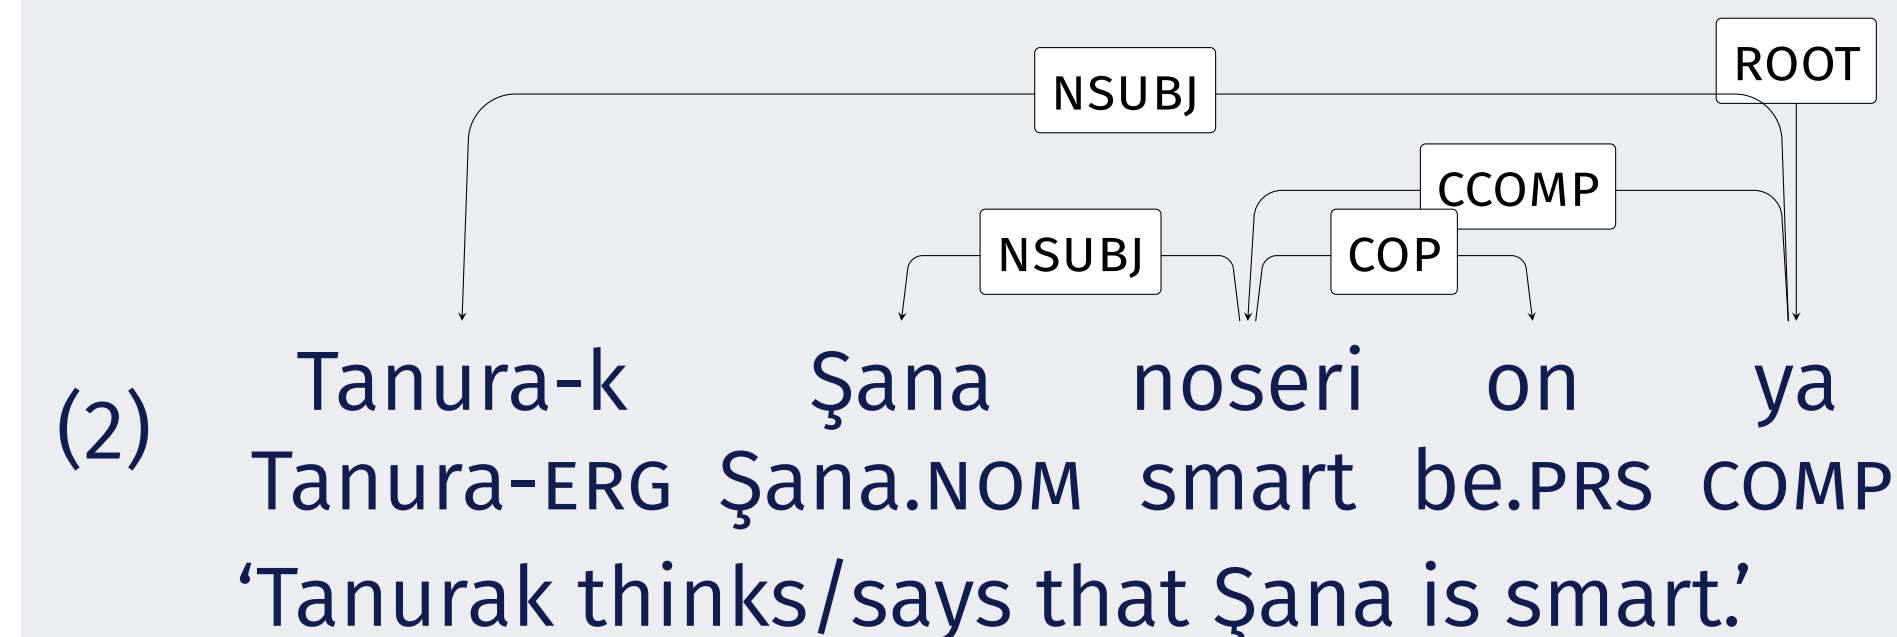 ROOT
NSUBJ
CCOMP
NSUBJ COP
(2) Tanura-k Şana noseri on ya
Tanura-ERG Şana.NOM smart be.PRS COMP
‘Tanurak thinks/says that Şana is smart.’